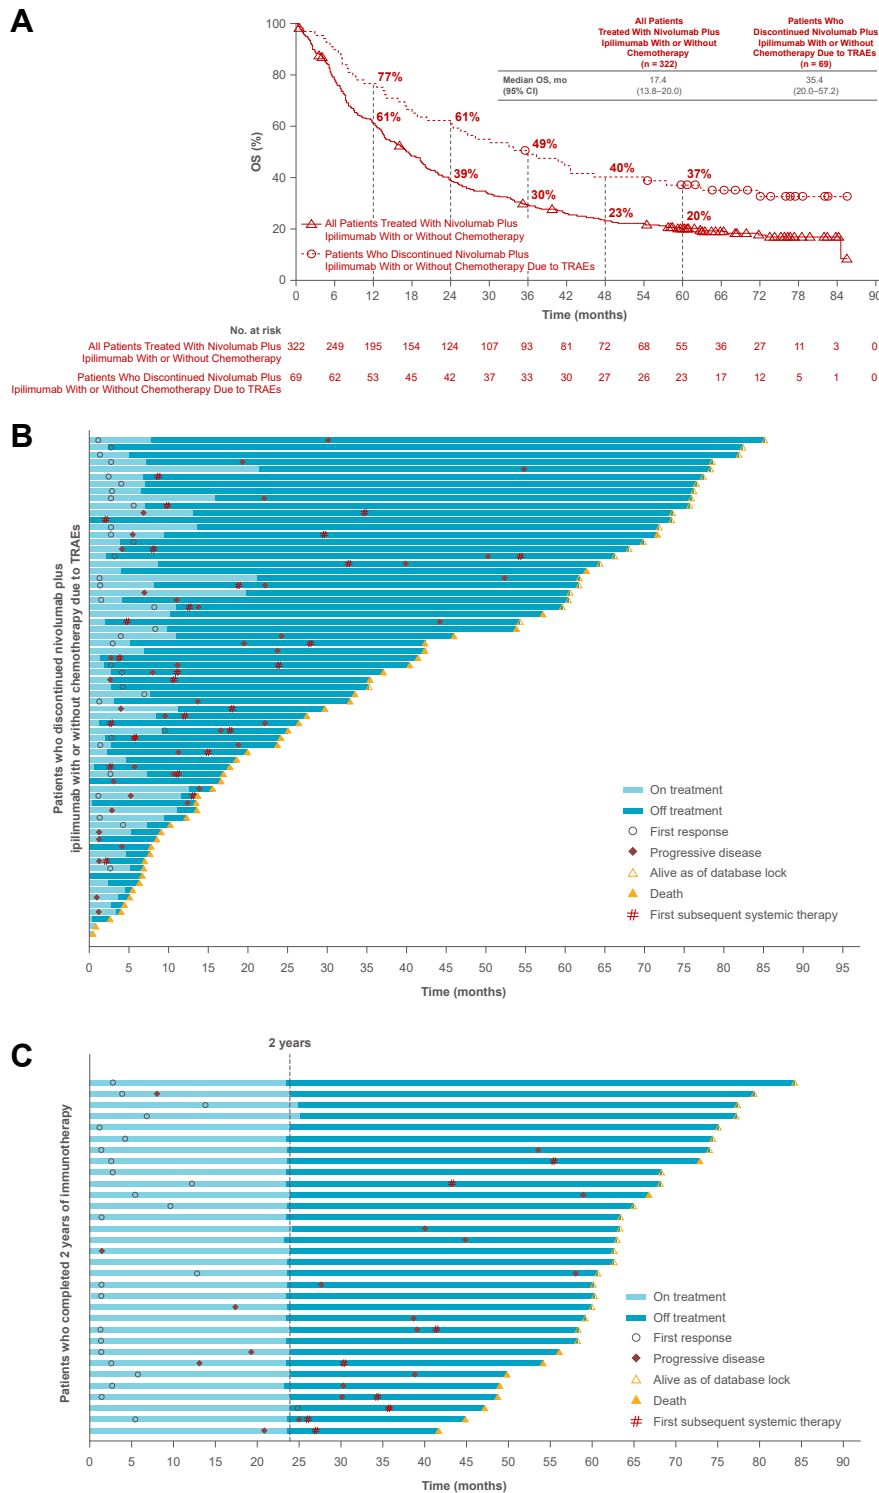 A
OS (%)
100
80
60
40
20
0
All Patients
Treated With Nivolumab Plus
Ipilimumab With or Without
Chemotherapy
(n = 322)
Patients Who
Discontinued Nivolumab Plus
Ipilimumab With or Without
Chemotherapy Due to TRAEs
(n = 69)
Median OS, mo
(95% CI)
17.4
(13.8–20.0)
35.4
(20.0–57.2)
77%
61%
61%
39%
49%
30%
40%
23%
37%
20%
All Patients Treated With Nivolumab Plus
Ipilimumab With or Without Chemotherapy
Patients Who Discontinued Nivolumab Plus
Ipilimumab With or Without Chemotherapy Due to TRAEs
0 6 12 18 24 30 36 42 48 54 60 66 72 78 84 90
Time (months)
No. at risk
All Patients Treated With Nivolumab Plus
Ipilimumab With or Without Chemotherapy
322 249 195 154 124 107 93 81 72 68 55 36 27 11 3 0
Patients Who Discontinued Nivolumab Plus
Ipilimumab With or Without Chemotherapy Due to TRAEs
69 62 53 45 42 37 33 30 27 26 23 17 12 5 1 0
B
Patients who discontinued nivolumab plus
ipilimumab with or without chemotherapy due to TRAEs
On treatment
Off treatment
First response
Progressive disease
Alive as of database lock
Death
First subsequent systemic therapy
0 5 10 15 20 25 30 35 40 45 50 55 60 65 70 75 80 85 90 95
Time (months)
C
2 years
Patients who completed 2 years of immunotherapy
On treatment
Off treatment
First response
Progressive disease
Alive as of database lock
Death
First subsequent systemic therapy
0 5 10 15 20 25 30 35 40 45 50 55 60 65 70 75 80 85 90
Time (months)